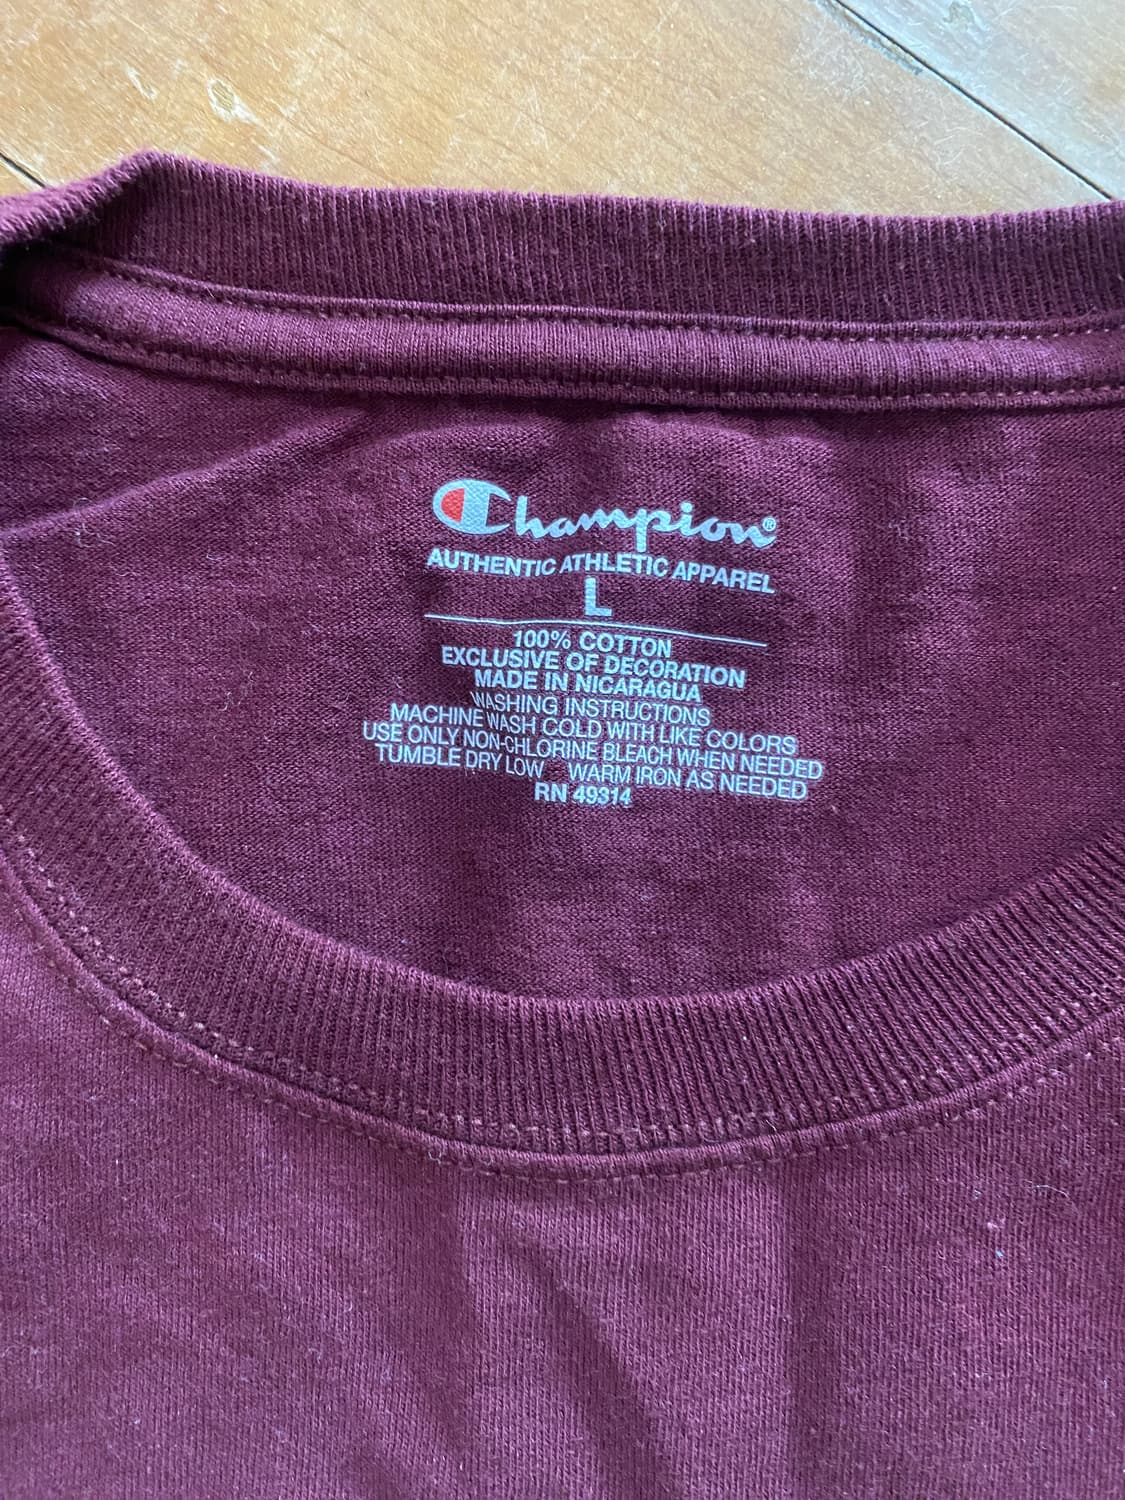 Champion®
AUTHENTIC ATHLETIC APPAREL
L
100% COTTON
EXCLUSIVE OF DECORATION
MADE IN NICARAGUA
WASHING INSTRUCTIONS
MACHINE WASH COLD WITH LIKE COLORS
USE ONLY NON-CHLORINE BLEACH WHEN NEEDED
TUMBLE DRY LOW WARM IRON AS NEEDED
RN 49314